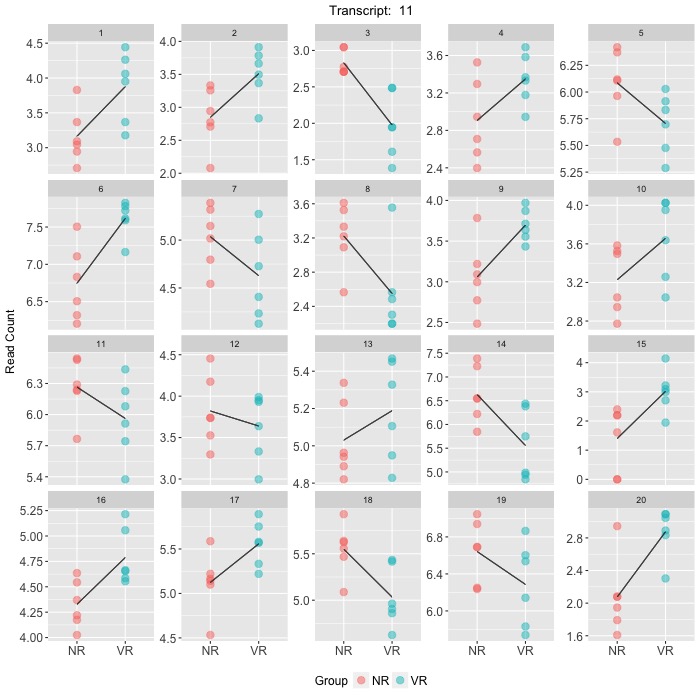 Transcript: 11
1 2 3 4 5
4.5 4.0 3.5 3.0
4.0 3.5 3.0 2.5 2.0
3.0 2.5 2.0 1.5
3.6 3.2 2.8 2.4
6.25 6.00 5.75 5.50 5.25
6 7 8 9 10
7.5 7.0 6.5
5.0 4.5
3.6 3.2 2.8 2.4
4.0 3.5 3.0 2.5
4.0 3.6 3.2 2.8
Read Count
11 12 13 14 15
6.3 6.0 5.7 5.4
4.5 4.0 3.5 3.0
5.4 5.2 5.0 4.8
7.5 7.0 6.5 6.0 5.5 5.0
4 3 2 1 0
16 17 18 19 20
5.25 5.00 4.75 4.50 4.25 4.00
5.5 5.0 4.5
5.5 5.0
6.8 6.4 6.0
2.8 2.4 2.0 1.6
NR VR NR VR NR VR NR VR NR VR
Group NR VR